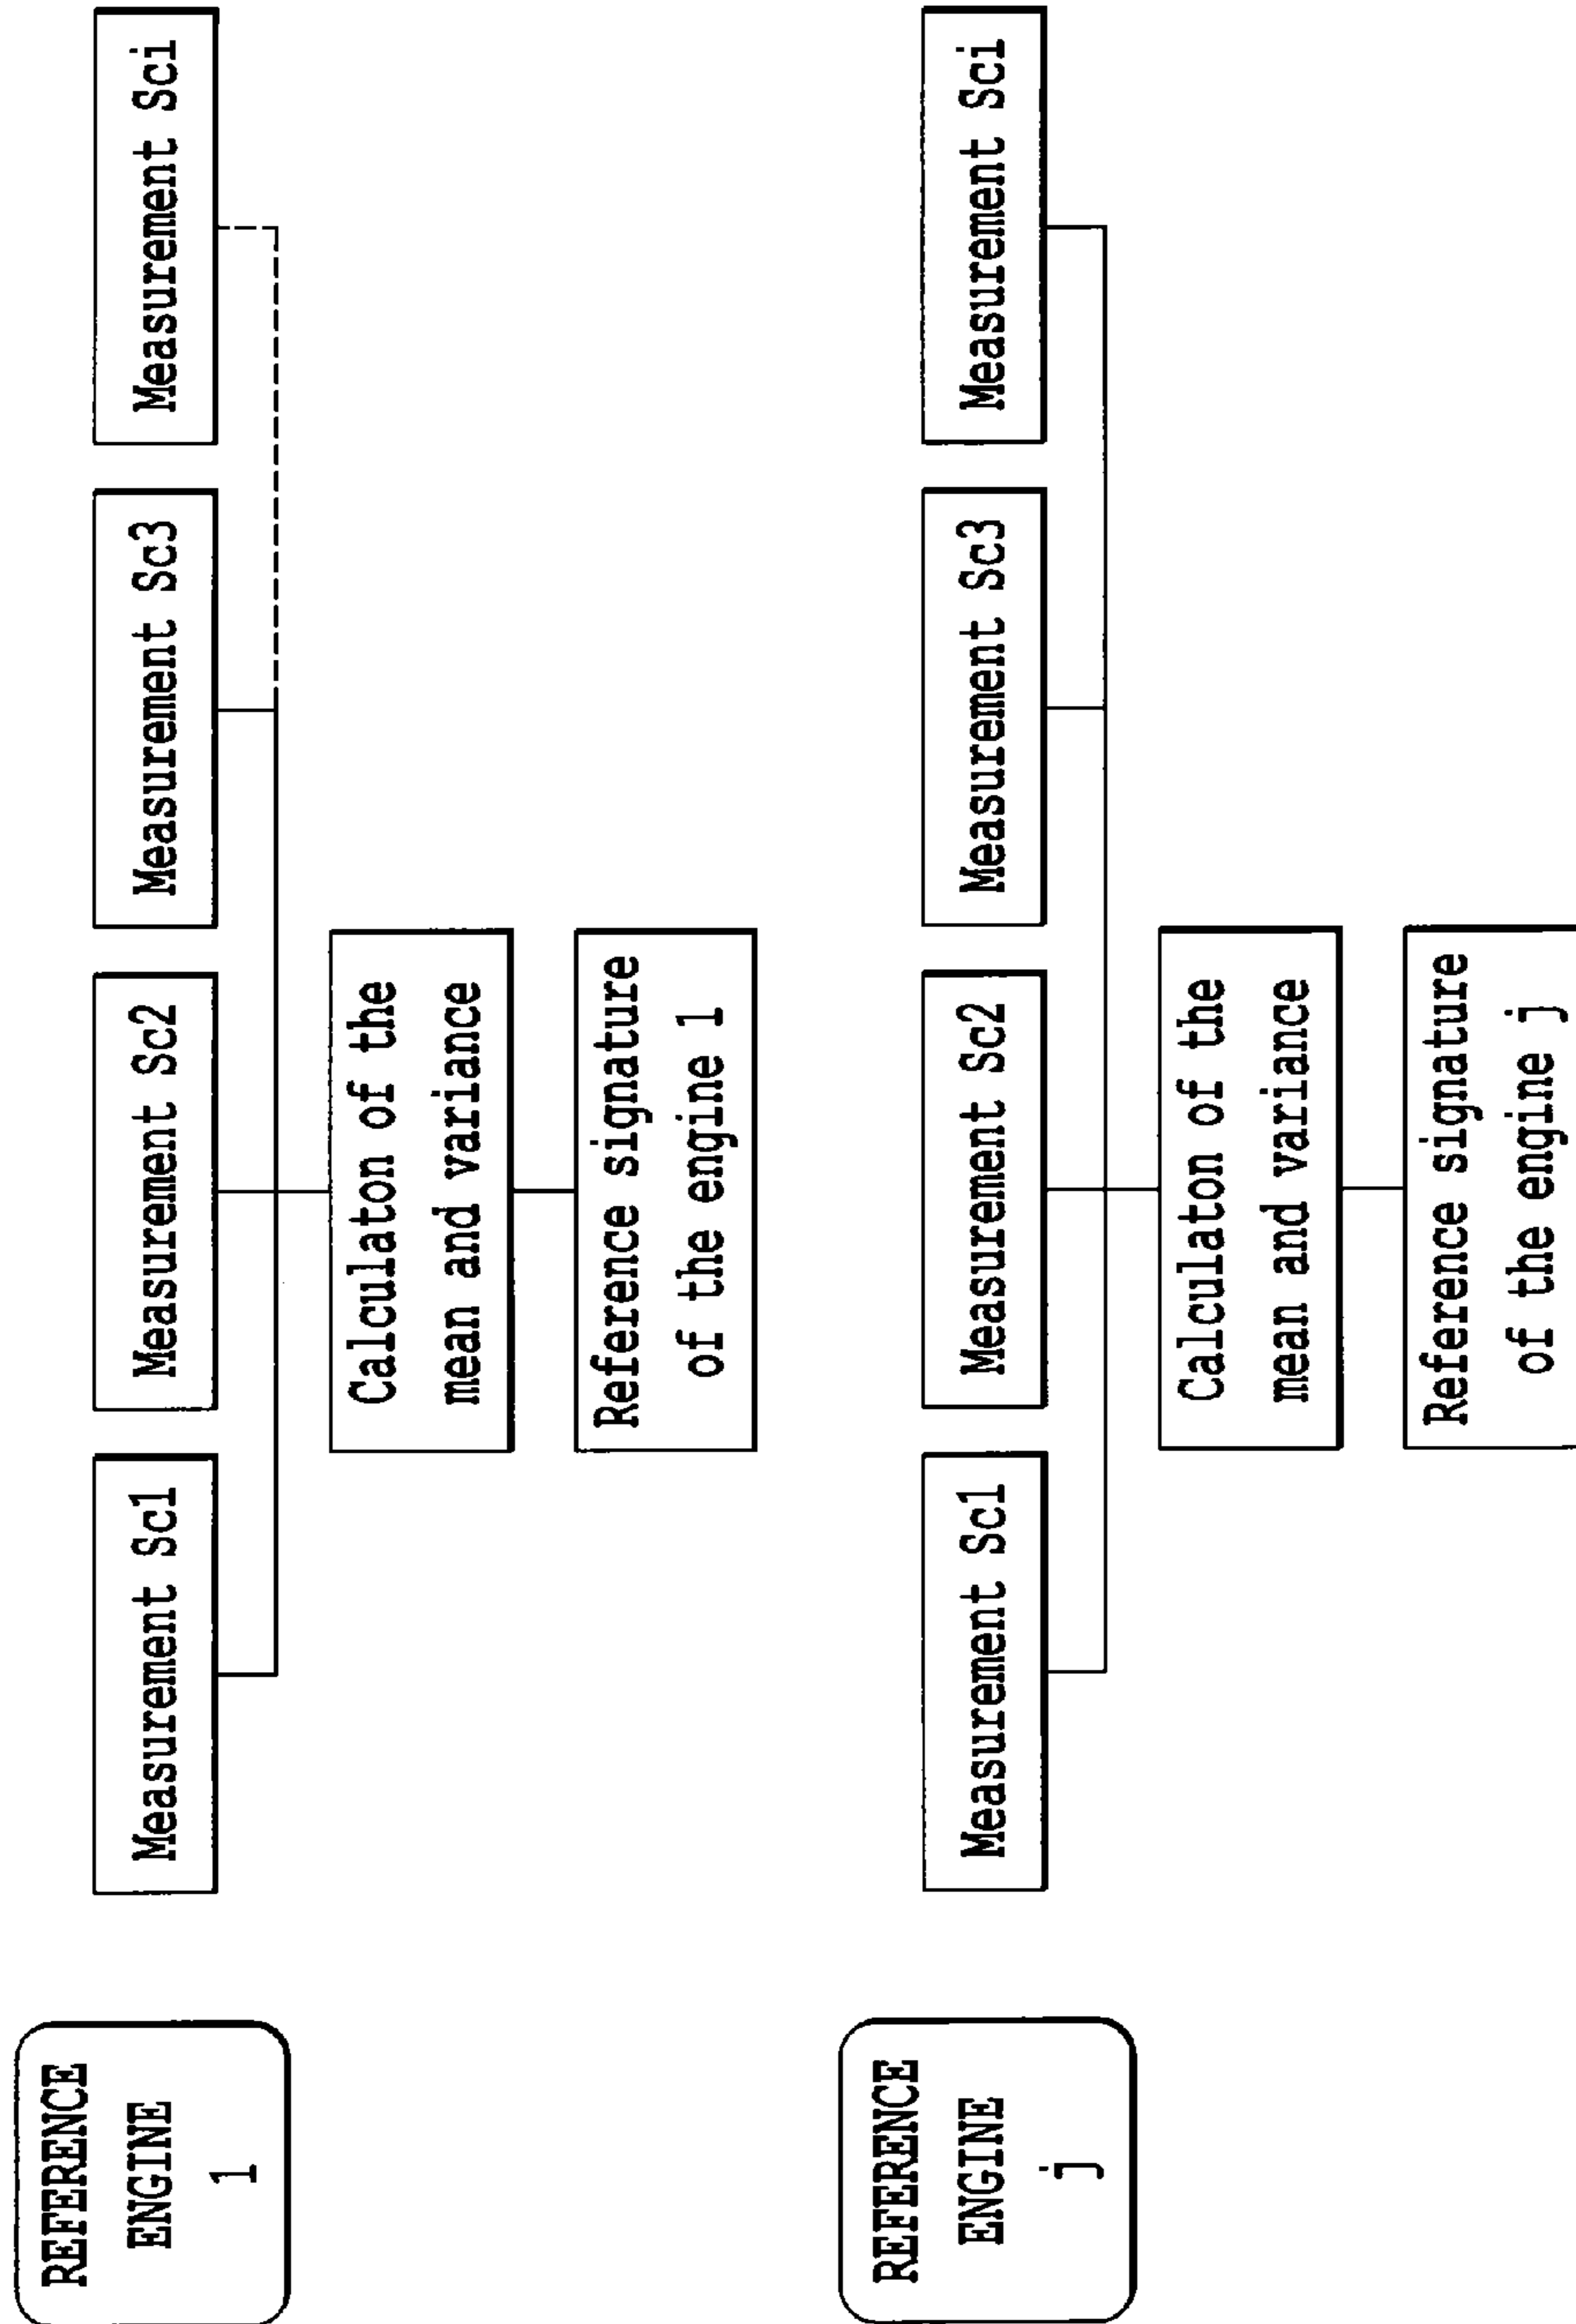 REFERENCE
ENGINE
1
Measurement Sc1
Measurement Sc2
Measurement Sc3
Measurement Sci
Calculaton of the
mean and variance
Reference signature
of the engine 1
REFERENCE
ENGINE
j
Measurement Sc1
Measurement Sc2
Measurement Sc3
Measurement Sci
Calculaton of the
mean and variance
Reference signature
of the engine j